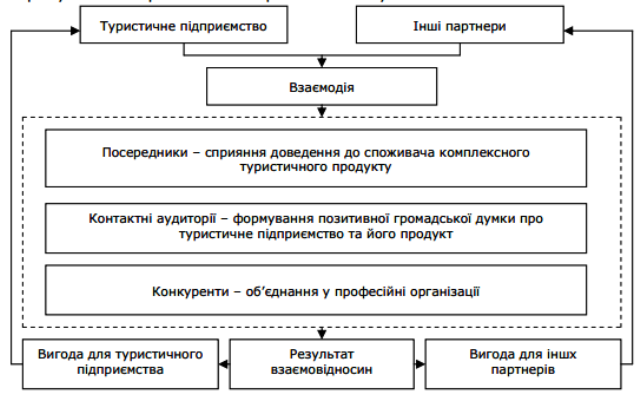 Туристичне підприємство
Інші партнери
Взаємодія
Посередники – сприяння доведення до споживача комплексного
туристичного продукту
Контактні аудиторії – формування позитивної громадської думки про
туристичне підприємство та його продукт
Конкуренти – об’єднання у професійні організації
Вигода для туристичного
підприємства
Результат
взаємовідносин
Вигода для іншх
партнерів